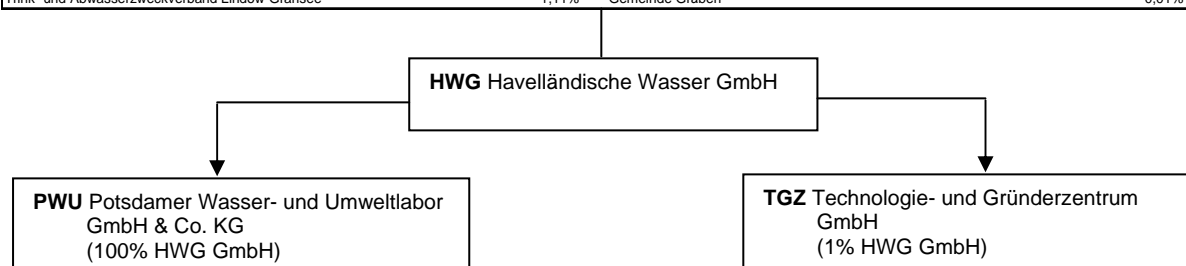 Trink- und Abwasserzweckverband Lindow-Gransee 1,11% Gemeinde Gräben 0,01%
HWG Havelländische Wasser GmbH
PWU Potsdamer Wasser- und Umweltlabor
GmbH & Co. KG
(100% HWG GmbH)
TGZ Technologie- und Gründerzentrum
GmbH
(1% HWG GmbH)